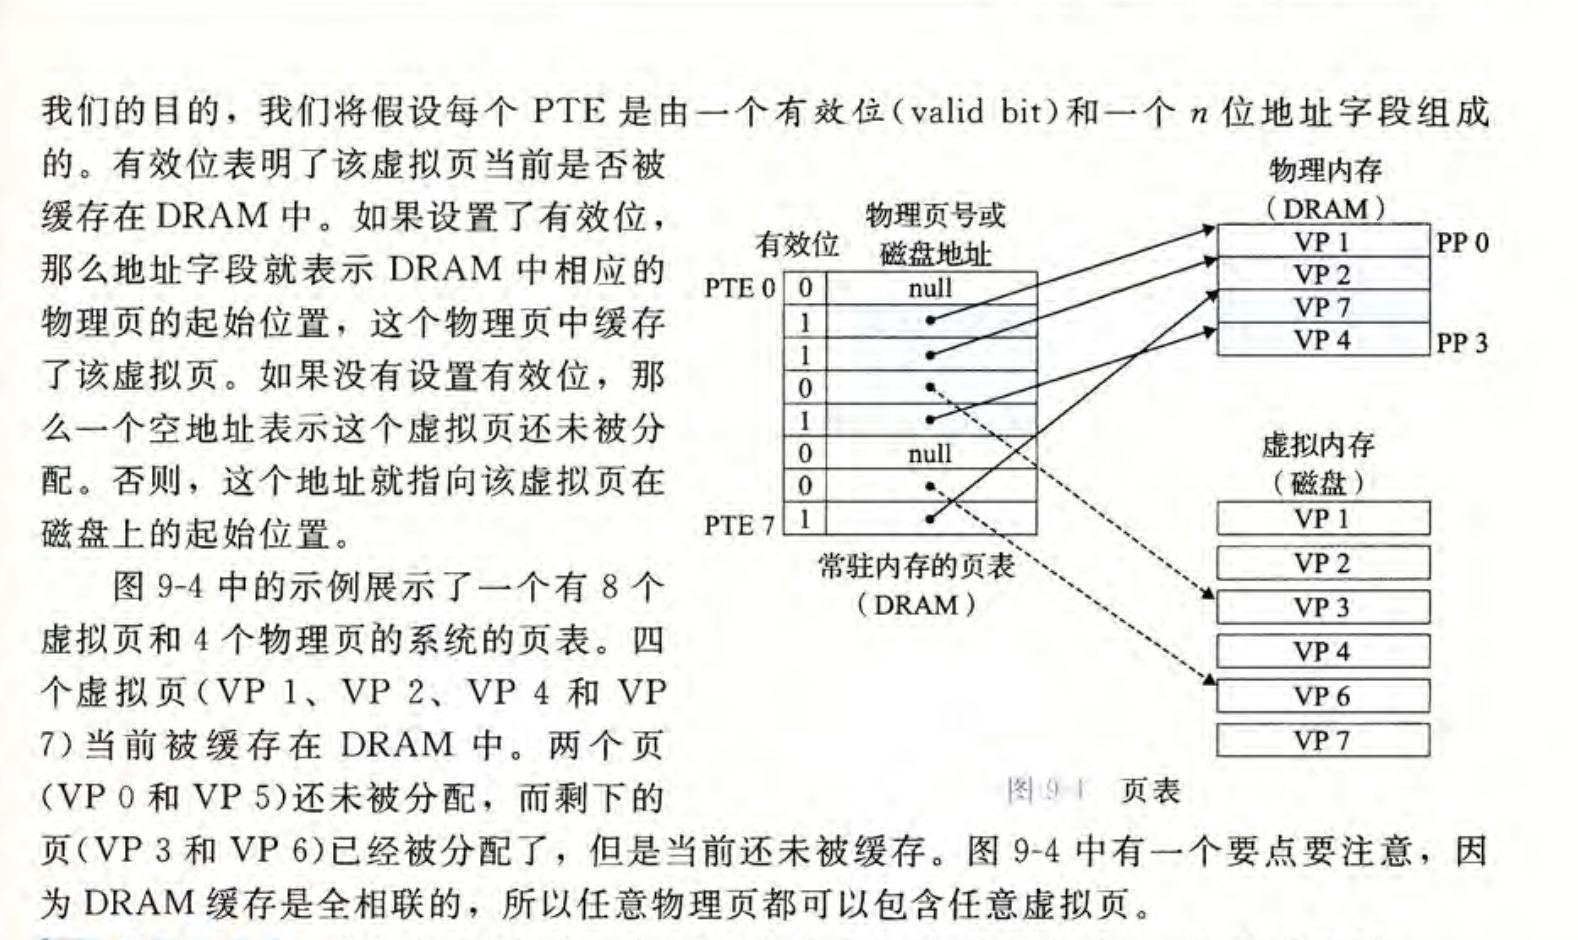 我们的目的，我们将假设每个 PTE 是由一个有效位(valid bit)和一个 n 位地址字段组成
的。有效位表明了该虚拟页当前是否被
缓存在 DRAM 中。如果设置了有效位，
那么地址字段就表示 DRAM 中相应的
物理页的起始位置，这个物理页中缓存
了该虚拟页。如果没有设置有效位，那
么一个空地址表示这个虚拟页还未被分
配。否则，这个地址就指向该虚拟页在
磁盘上的起始位置。
图 9-4 中的示例展示了一个有 8 个
虚拟页和 4 个物理页的系统的页表。四
个虚拟页(VP 1、VP 2、VP 4 和 VP
7)当前被缓存在 DRAM 中。两个页
(VP 0 和 VP 5)还未被分配，而剩下的
页(VP 3 和 VP 6)已经被分配了，但是当前还未被缓存。图 9-4 中有一个要点要注意，因
为 DRAM 缓存是全相联的，所以任意物理页都可以包含任意虚拟页。
物理页号或
有效位 磁盘地址
PTE 0 0 null
1
1
0
1
0 null
0
PTE 7 1
常驻内存的页表
（DRAM）
物理内存
（DRAM）
VP 1 PP 0
VP 2
VP 7
VP 4 PP 3
虚拟内存
（磁盘）
VP 1
VP 2
VP 3
VP 4
VP 6
VP 7
图 9-4 页表